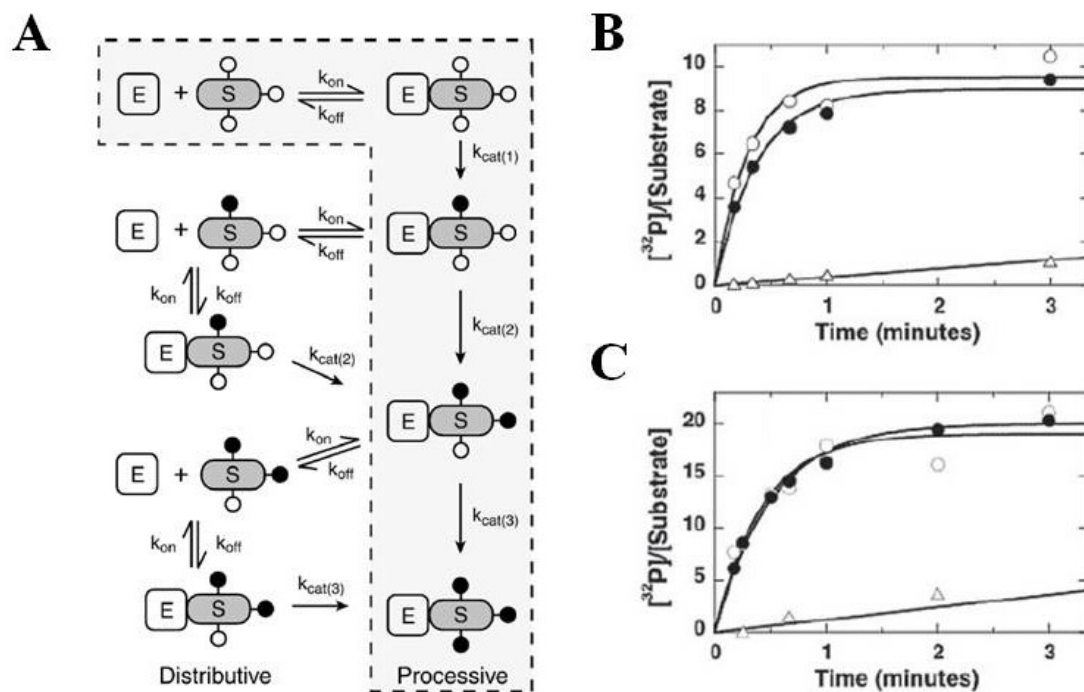 A
E + S
k_on
k_off
E S
k_cat(1)
E + S
k_on
k_off
E S
k_on k_off
E S
k_cat(2)
k_cat(2)
E S
k_on
k_off
E + S
k_on k_off
k_cat(3)
E S
k_cat(3)
E S
Distributive Processive
B
[³²P]/[Substrate]
10
8
6
4
2
0
0 1 2 3
Time (minutes)
C
[³²P]/[Substrate]
20
15
10
5
0
0 1 2 3
Time (minutes)